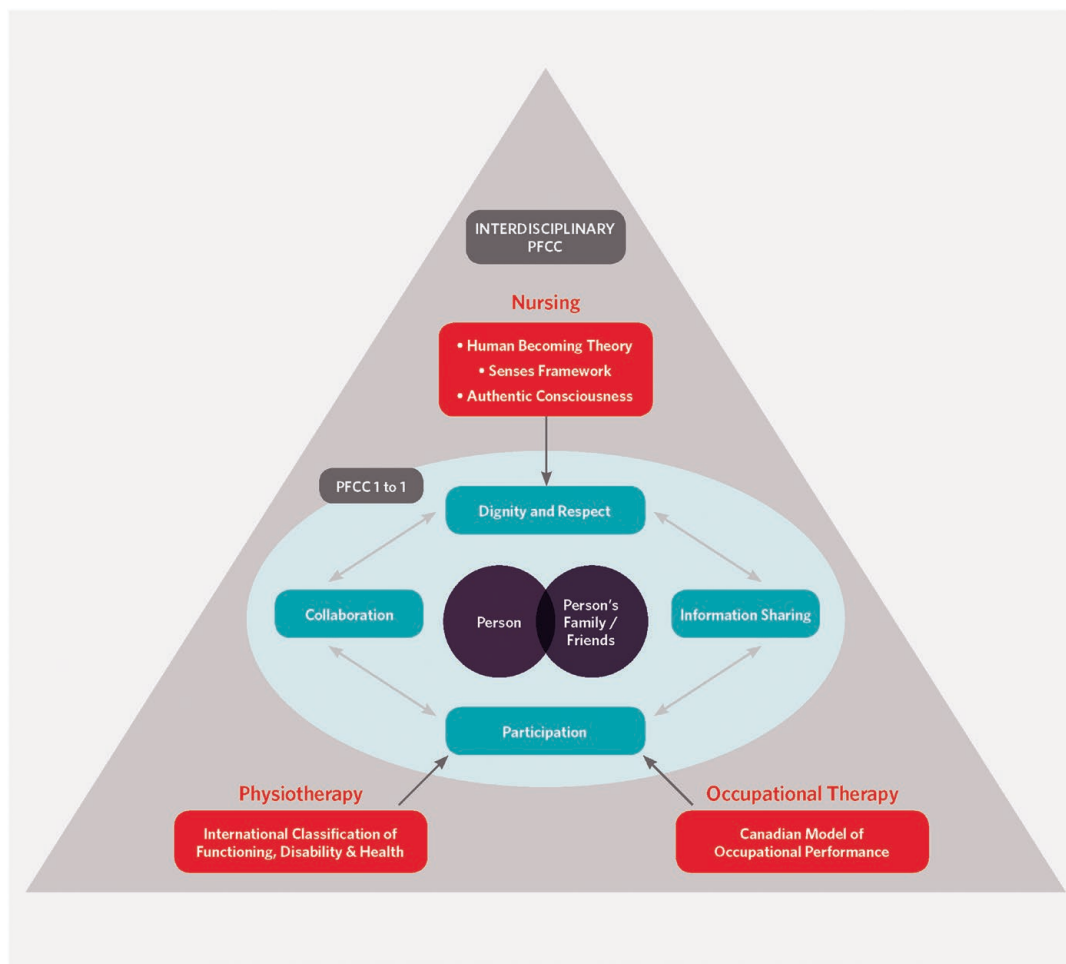 INTERDISCIPLINARY
PFCC
Nursing
• Human Becoming Theory
• Senses Framework
• Authentic Consciousness
PFCC 1 to 1
Dignity and Respect
Collaboration
Person
Person's
Family /
Friends
Information Sharing
Participation
Physiotherapy
International Classification of
Functioning, Disability & Health
Occupational Therapy
Canadian Model of
Occupational Performance